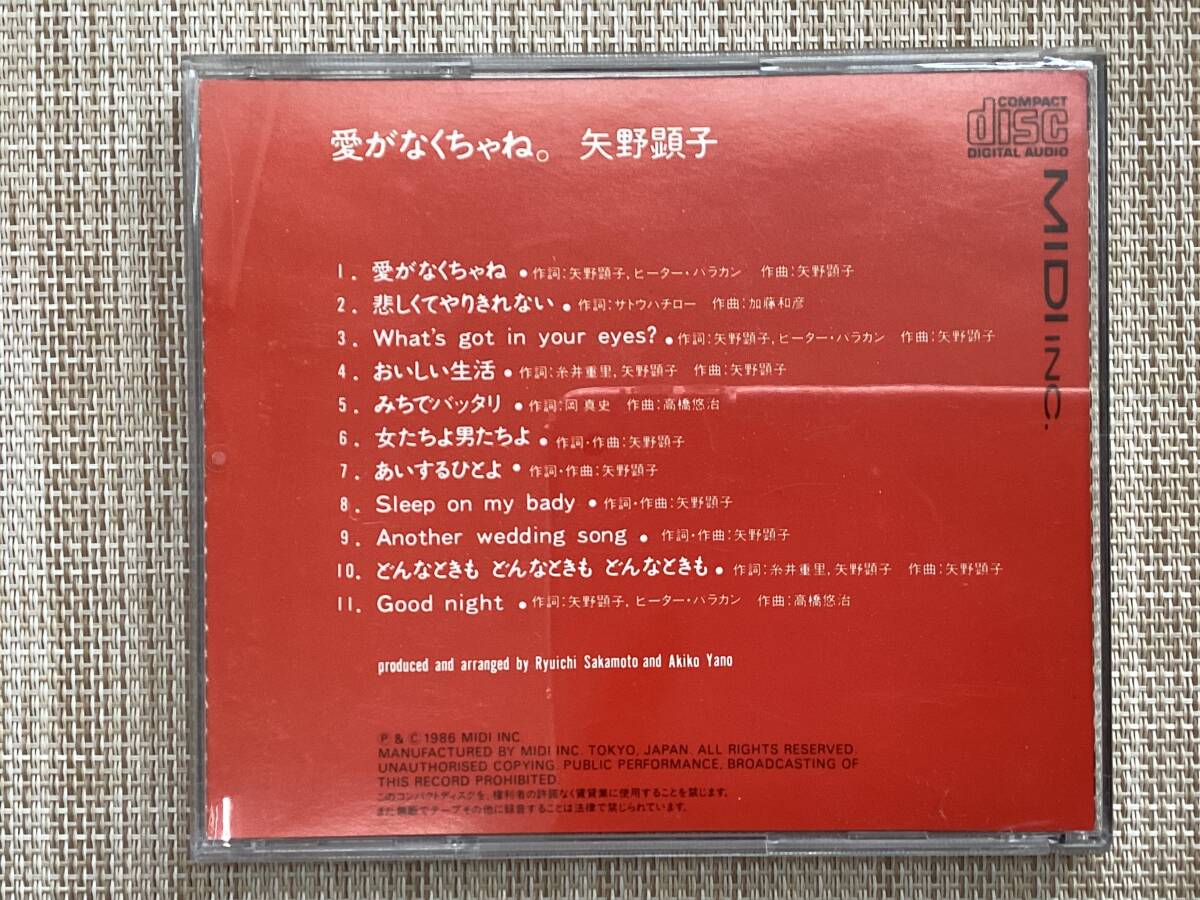 愛がなくちゃね。 矢野顕子
COMPACT
disc
DIGITAL AUDIO
MIDI INC.
1. 愛がなくちゃね ●作詞:矢野顕子,ピーター・バラカン 作曲:矢野顕子
2. 悲しくてやりきれない ●作詞:サトウハチロー 作曲:加藤和彦
3. What's got in your eyes? ●作詞:矢野顕子,ピーター・バラカン 作曲:矢野顕子
4. おいしい生活 ●作詞:糸井重里,矢野顕子 作曲:矢野顕子
5. みちでバッタリ ●作詞:岡 真史 作曲:高橋悠治
6. 女たちよ男たちよ ●作詞・作曲:矢野顕子
7. あいするひとよ ●作詞・作曲:矢野顕子
8. Sleep on my bady ●作詞・作曲:矢野顕子
9. Another wedding song ●作詞・作曲:矢野顕子
10. どんなときも どんなときも どんなときも ●作詞:糸井重里,矢野顕子 作曲:矢野顕子
11. Good night ●作詞:矢野顕子,ピーター・バラカン 作曲:高橋悠治
produced and arranged by Ryuichi Sakamoto and Akiko Yano
Ⓟ & © 1986 MIDI INC.
MANUFACTURED BY MIDI INC. TOKYO, JAPAN. ALL RIGHTS RESERVED.
UNAUTHORISED COPYING, PUBLIC PERFORMANCE, BROADCASTING OF
THIS RECORD PROHIBITED.
このコンパクトディスクを、権利者の許諾なく賃貸業に使用することを禁じます。
また無断でテープその他に録音することは法律で禁じられています。